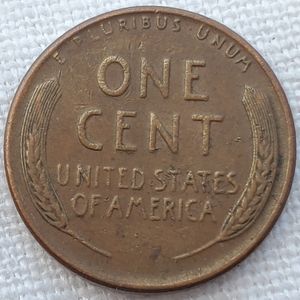 E PLURIBUS UNUM
ONE
CENT
UNITED STATES
OF AMERICA